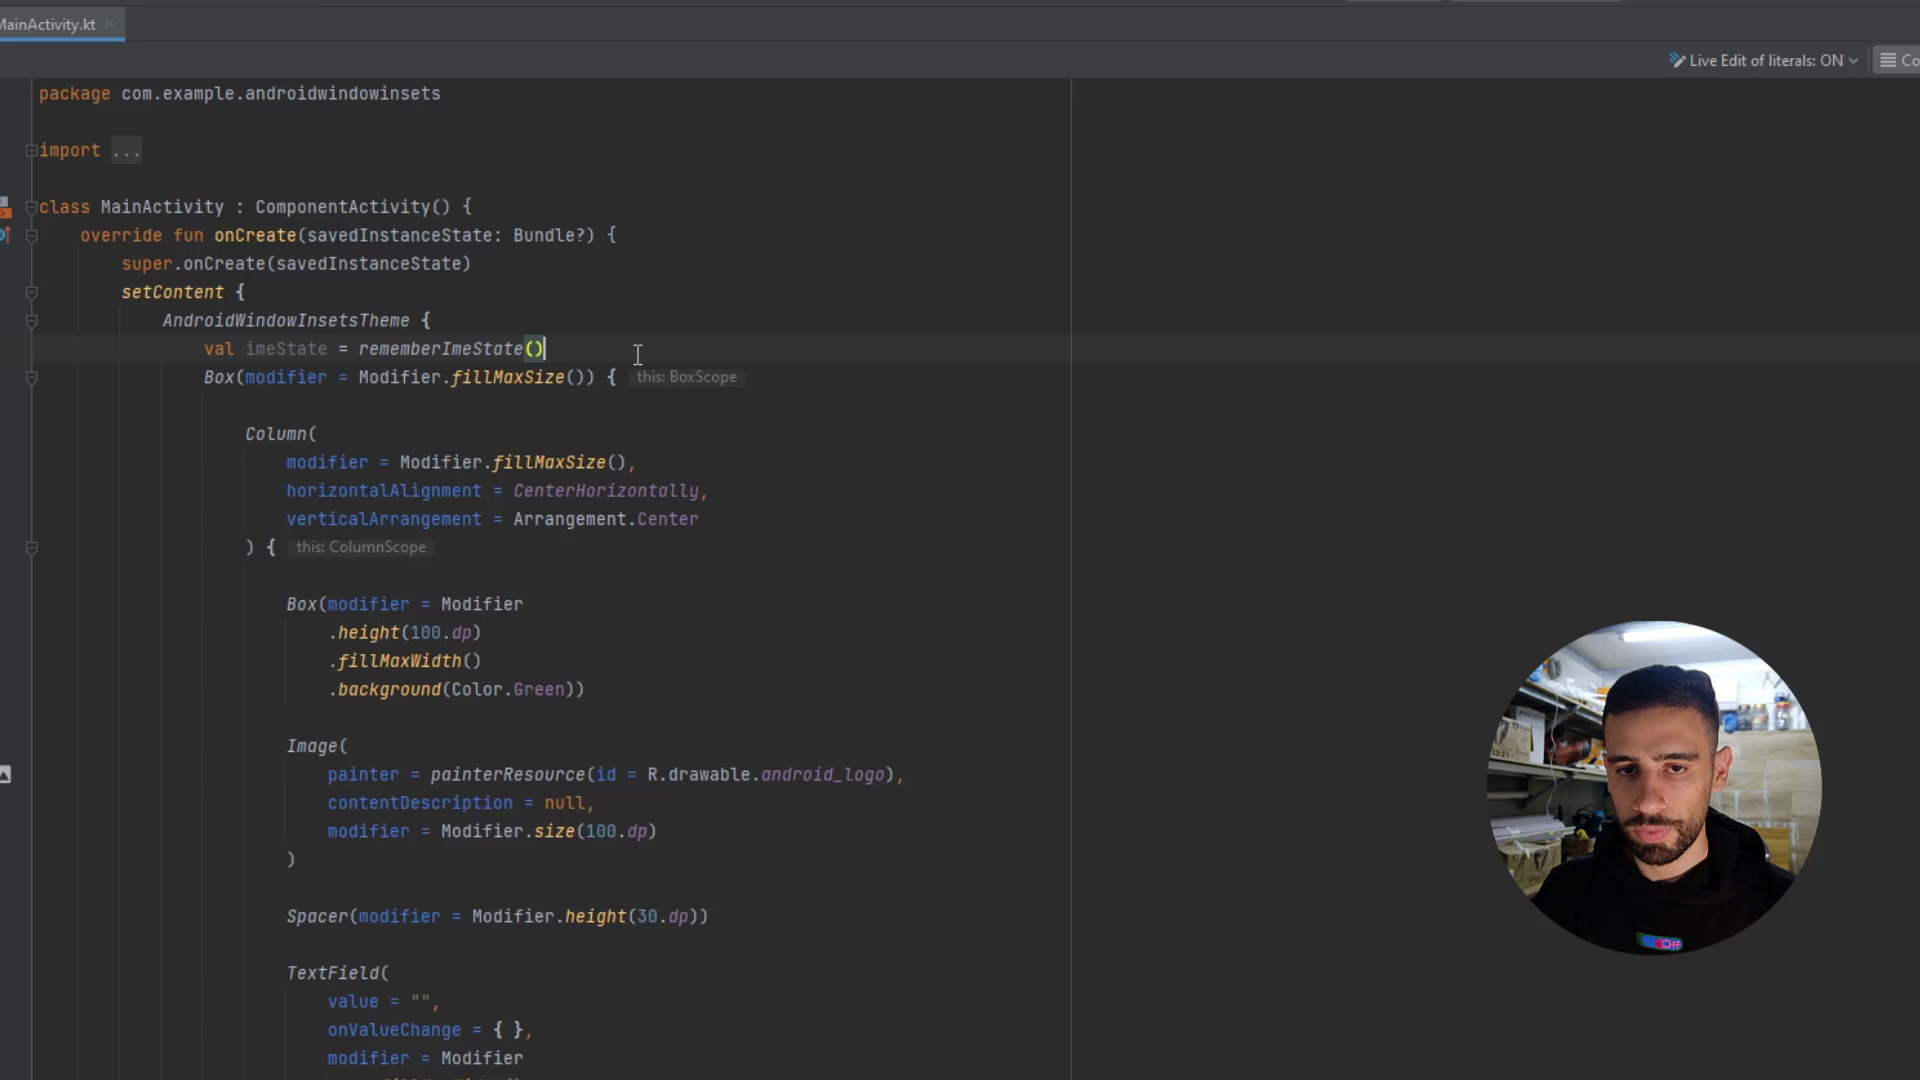 MainActivity.kt
Live Edit of literals: ON
Co
package com.example.androidwindowinsets
import ...
class MainActivity : ComponentActivity() {
override fun onCreate(savedInstanceState: Bundle?) {
super.onCreate(savedInstanceState)
setContent {
AndroidWindowInsetsTheme {
val imeState = rememberImeState()
Box(modifier = Modifier.fillMaxSize()) { this: BoxScope
Column(
modifier = Modifier.fillMaxSize(),
horizontalAlignment = CenterHorizontally,
verticalArrangement = Arrangement.Center
) { this: ColumnScope
Box(modifier = Modifier
.height(100.dp)
.fillMaxWidth()
.background(Color.Green))
Image(
painter = painterResource(id = R.drawable.android_logo),
contentDescription = null,
modifier = Modifier.size(100.dp)
)
Spacer(modifier = Modifier.height(30.dp))
TextField(
value = "",
onValueChange = { },
modifier = Modifier